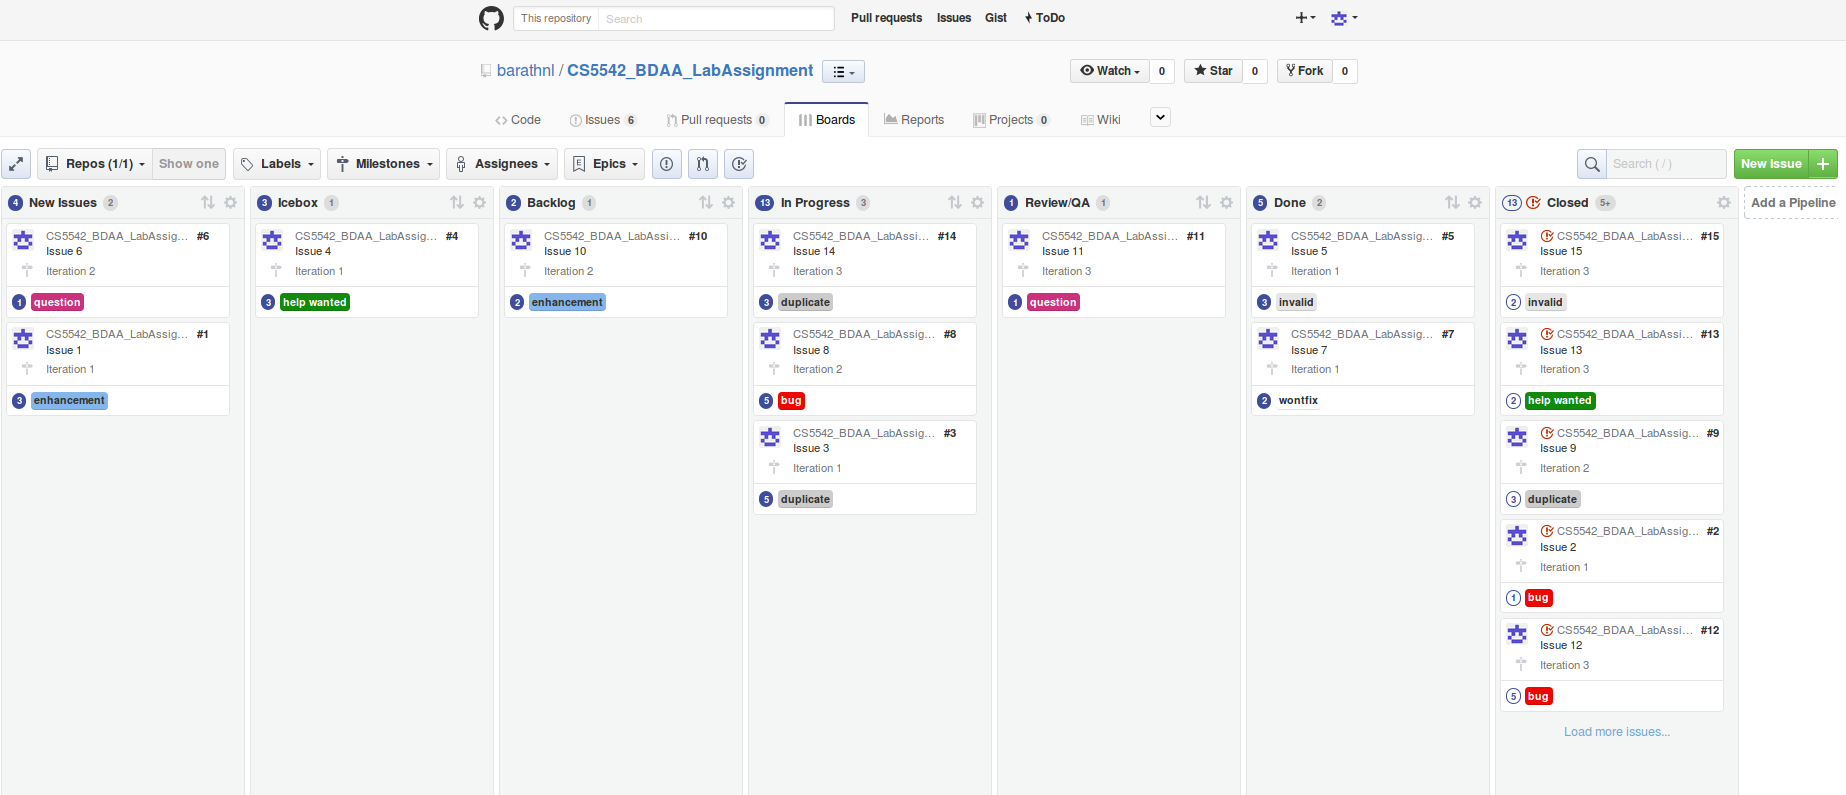 This repository Search Pull requests Issues Gist ToDo
barathnl / CS5542_BDAA_LabAssignment Watch 0 Star 0 Fork 0
Code Issues 6 Pull requests 0 Boards Reports Projects 0 Wiki
Repos (1/1) Show one Labels Milestones Assignees E Epics Search ( / ) New Issue +
4 New Issues 2
CS5542_BDAA_LabAssig... #6
Issue 6
Iteration 2
1 question
CS5542_BDAA_LabAssig... #1
Issue 1
Iteration 1
3 enhancement
3 Icebox 1
CS5542_BDAA_LabAssig... #4
Issue 4
Iteration 1
3 help wanted
2 Backlog 1
CS5542_BDAA_LabAssi... #10
Issue 10
Iteration 2
2 enhancement
13 In Progress 3
CS5542_BDAA_LabAssi... #14
Issue 14
Iteration 3
3 duplicate
CS5542_BDAA_LabAssig... #8
Issue 8
Iteration 2
5 bug
CS5542_BDAA_LabAssig... #3
Issue 3
Iteration 1
5 duplicate
1 Review/QA 1
CS5542_BDAA_LabAssi... #11
Issue 11
Iteration 3
1 question
5 Done 2
CS5542_BDAA_LabAssig... #5
Issue 5
Iteration 1
3 invalid
CS5542_BDAA_LabAssig... #7
Issue 7
Iteration 1
2 wontfix
13 Closed 5+
CS5542_BDAA_LabAssi... #15
Issue 15
Iteration 3
2 invalid
CS5542_BDAA_LabAssi... #13
Issue 13
Iteration 3
2 help wanted
CS5542_BDAA_LabAssig... #9
Issue 9
Iteration 2
3 duplicate
CS5542_BDAA_LabAssig... #2
Issue 2
Iteration 1
1 bug
CS5542_BDAA_LabAssi... #12
Issue 12
Iteration 3
5 bug
Load more issues...
Add a Pipeline